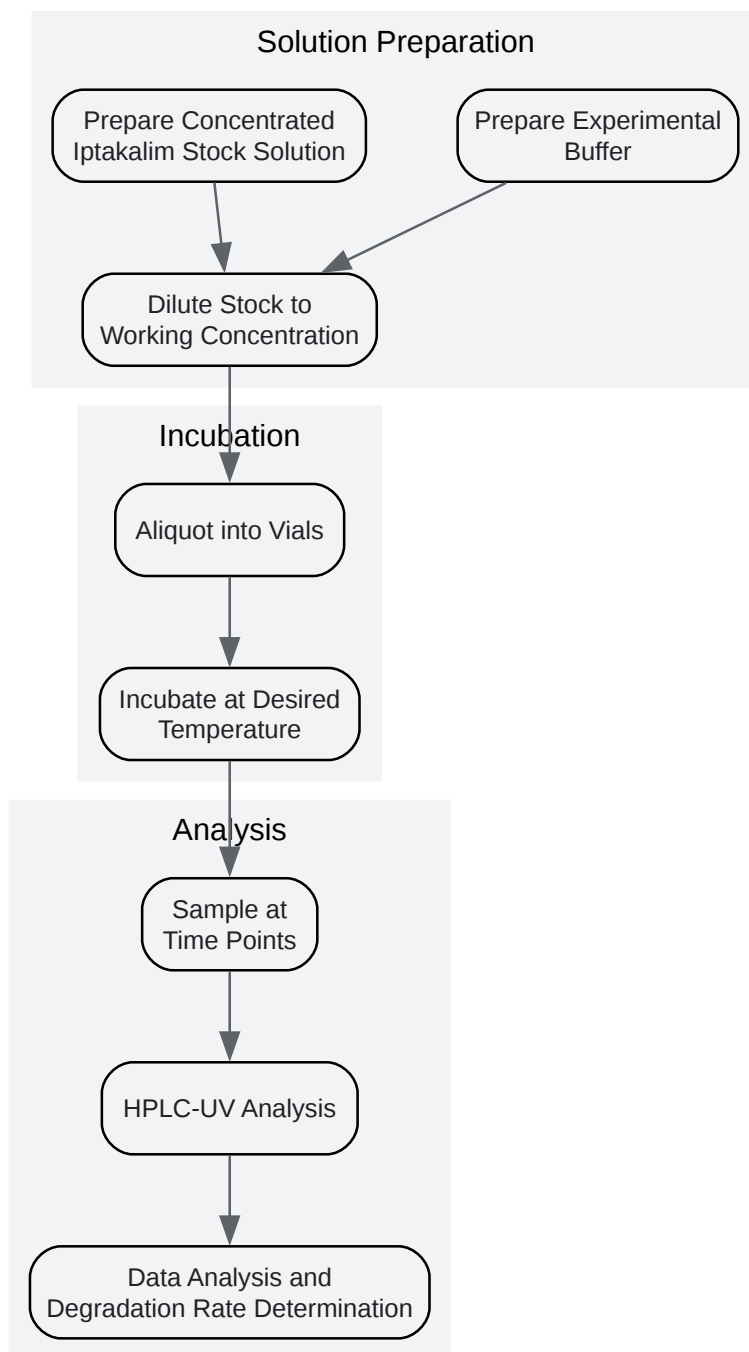 Solution Preparation
Prepare Concentrated
Iptakalim Stock Solution
Prepare Experimental
Buffer
Dilute Stock to
Working Concentration
Incubation
Aliquot into Vials
Incubate at Desired
Temperature
Analysis
Sample at
Time Points
HPLC-UV Analysis
Data Analysis and
Degradation Rate Determination